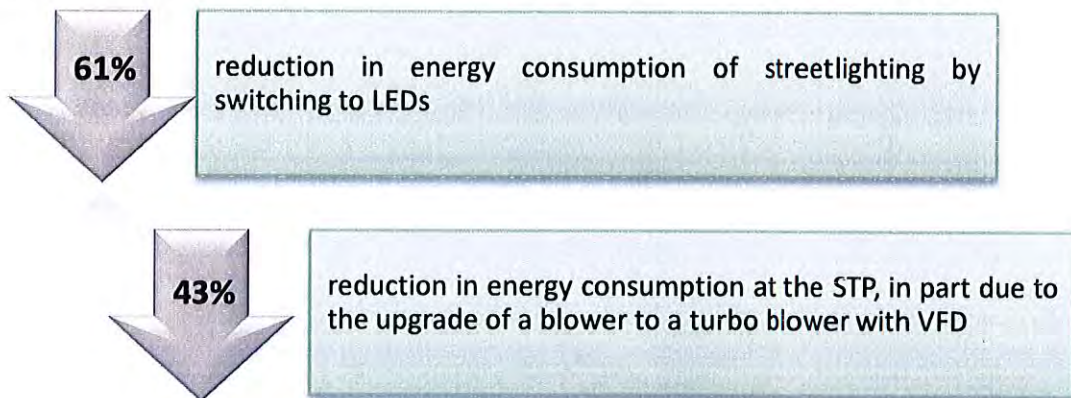 61%
reduction in energy consumption of streetlighting by
switching to LEDs
43%
reduction in energy consumption at the STP, in part due to
the upgrade of a blower to a turbo blower with VFD